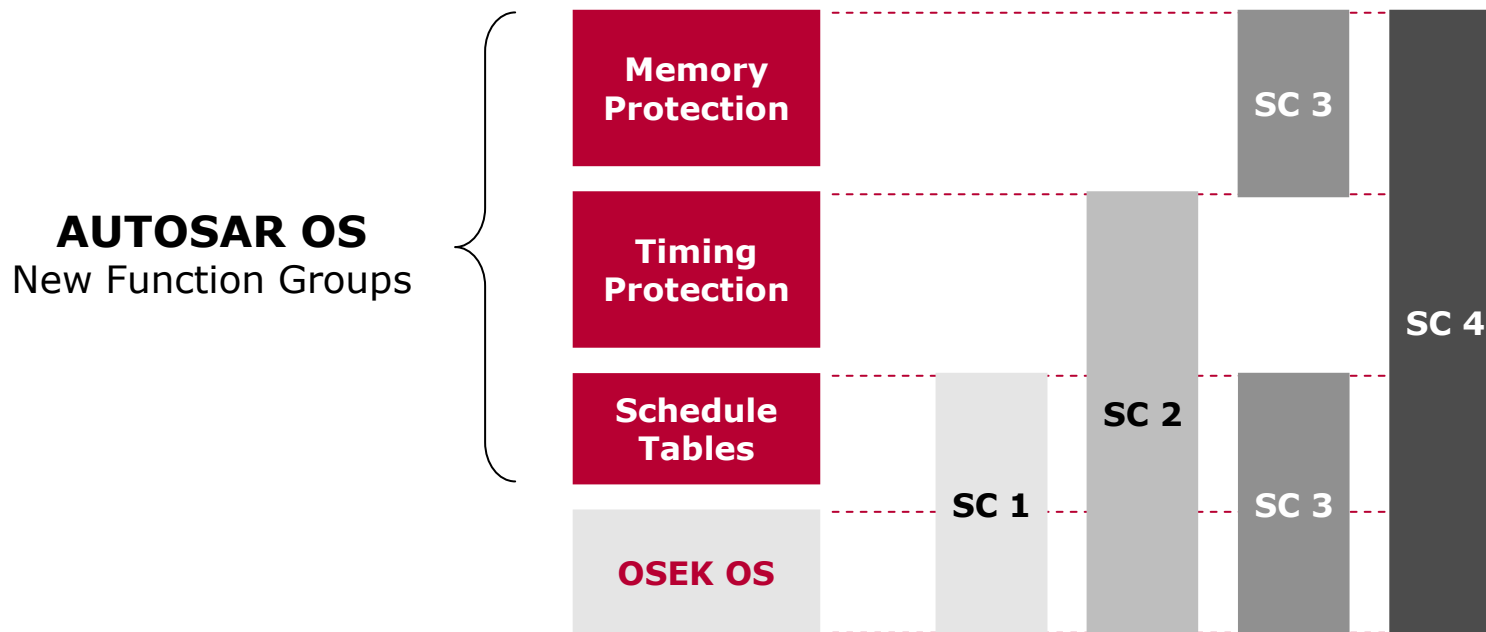 AUTOSAR OS
New Function Groups
Memory
Protection
Timing
Protection
Schedule
Tables
OSEK OS
SC 1
SC 2
SC 3
SC 3
SC 4